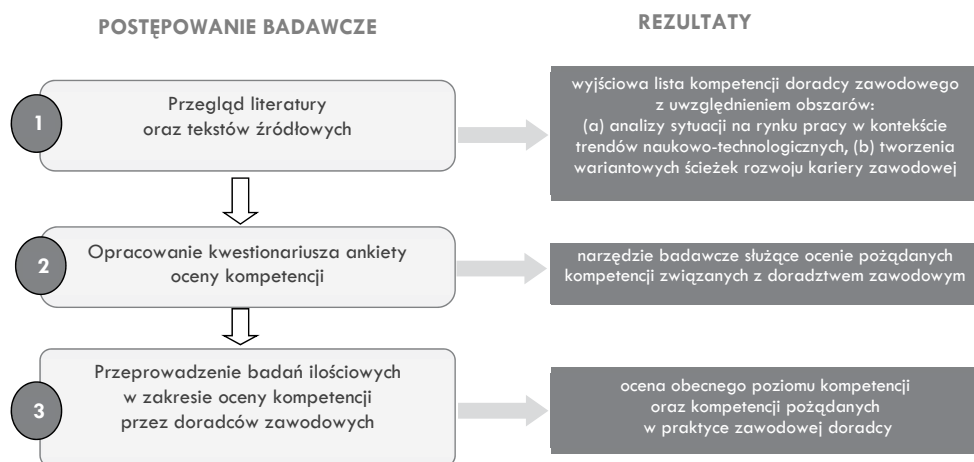 POSTĘPOWANIE BADAWCZE
REZULTATY
1
Przegląd literatury
oraz tekstów źródłowych
wyjściowa lista kompetencji doradcy zawodowego
z uwzględnieniem obszarów:
(a) analizy sytuacji na rynku pracy w kontekście
trendów naukowo-technologicznych, (b) tworzenia
wariantowych ścieżek rozwoju kariery zawodowej
2
Opracowanie kwestionariusza ankiety
oceny kompetencji
narzędzie badawcze służące ocenie pożądanych
kompetencji związanych z doradztwem zawodowym
3
Przeprowadzenie badań ilościowych
w zakresie oceny kompetencji
przez doradców zawodowych
ocena obecnego poziomu kompetencji
oraz kompetencji pożądanych
w praktyce zawodowej doradcy